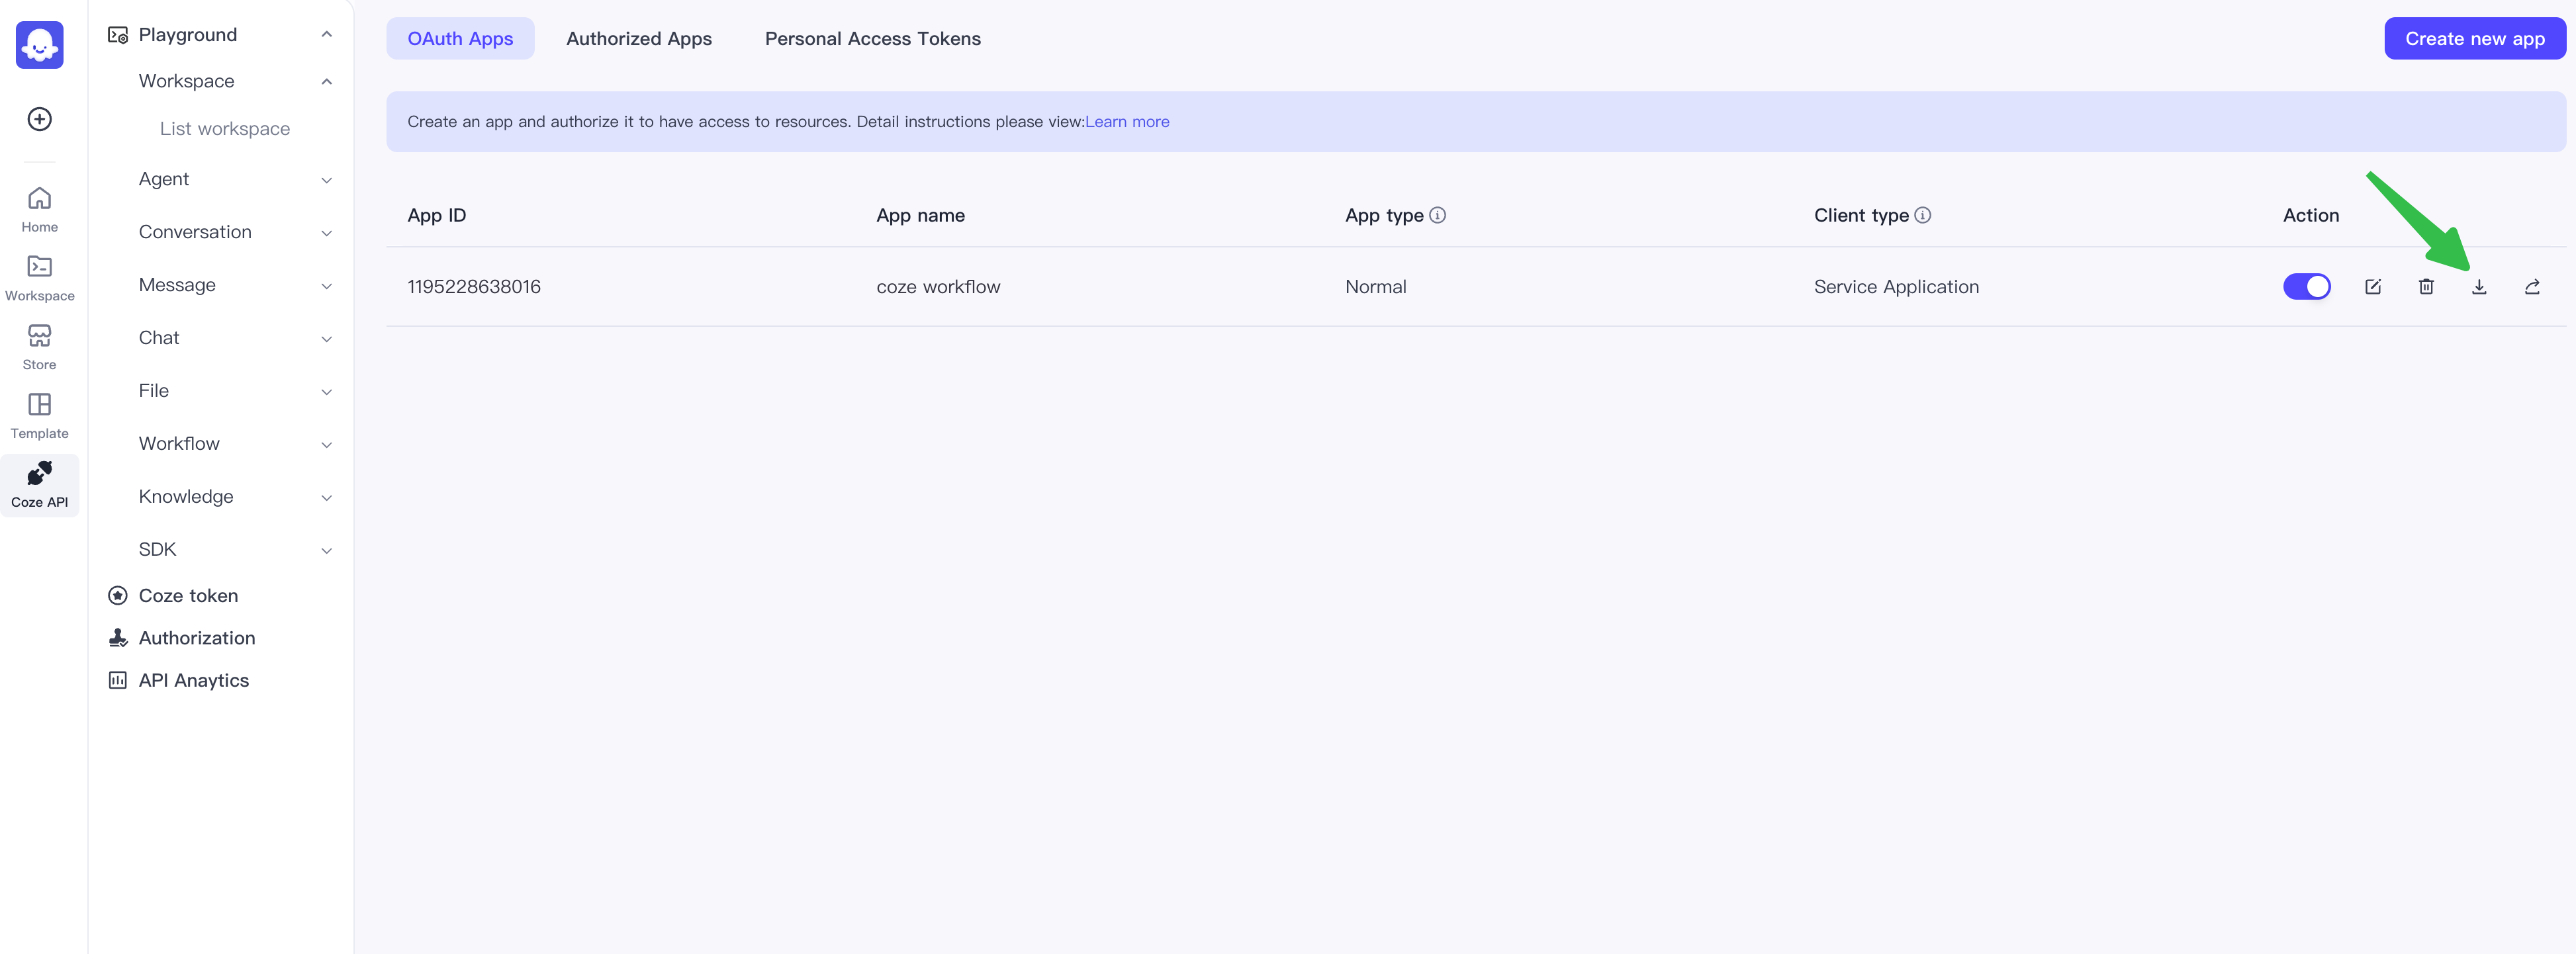 Home
Workspace
Store
Template
Coze API
Playground
Workspace
List workspace
Agent
Conversation
Message
Chat
File
Workflow
Knowledge
SDK
Coze token
Authorization
API Anaytics
OAuth Apps Authorized Apps Personal Access Tokens Create new app
Create an app and authorize it to have access to resources. Detail instructions please view:Learn more
App ID App name App type Client type Action
1195228638016 coze workflow Normal Service Application